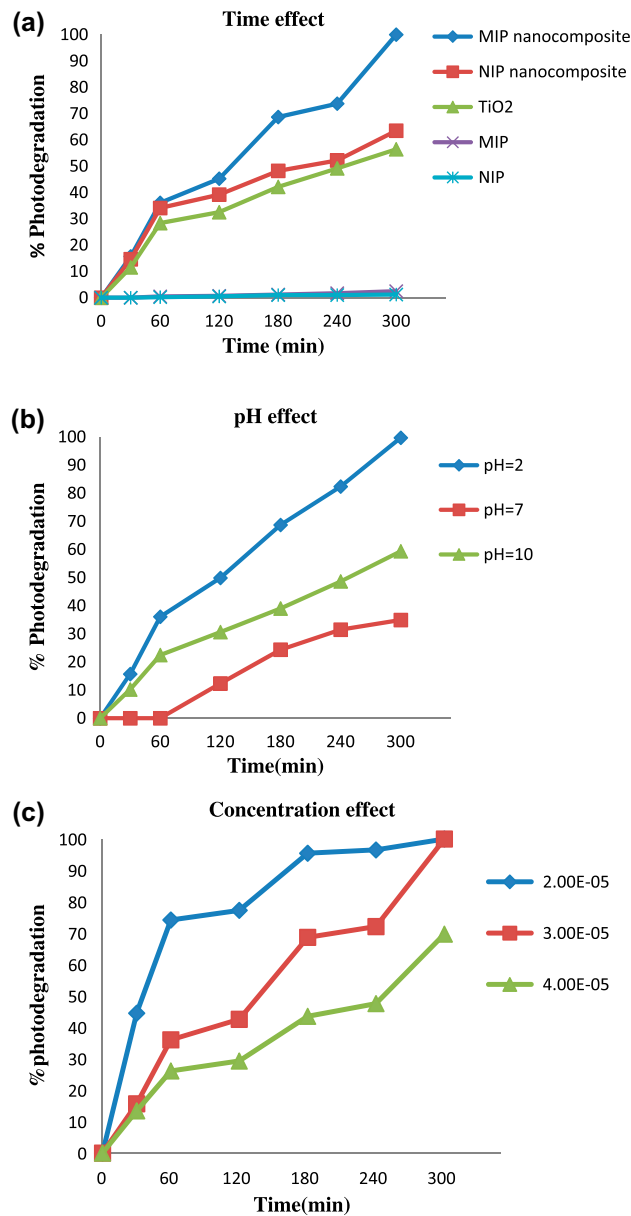 (a)
Time effect
% Photodegradation
100
90
80
70
60
50
40
30
20
10
0
0 60 120 180 240 300
Time (min)
MIP nanocomposite
NIP nanocomposite
TiO2
MIP
NIP
(b)
pH effect
% Photodegradation
100
90
80
70
60
50
40
30
20
10
0
0 60 120 180 240 300
Time(min)
pH=2
pH=7
pH=10
(c)
Concentration effect
%photodegradation
100
90
80
70
60
50
40
30
20
10
0
0 60 120 180 240 300
Time(min)
2.00E-05
3.00E-05
4.00E-05